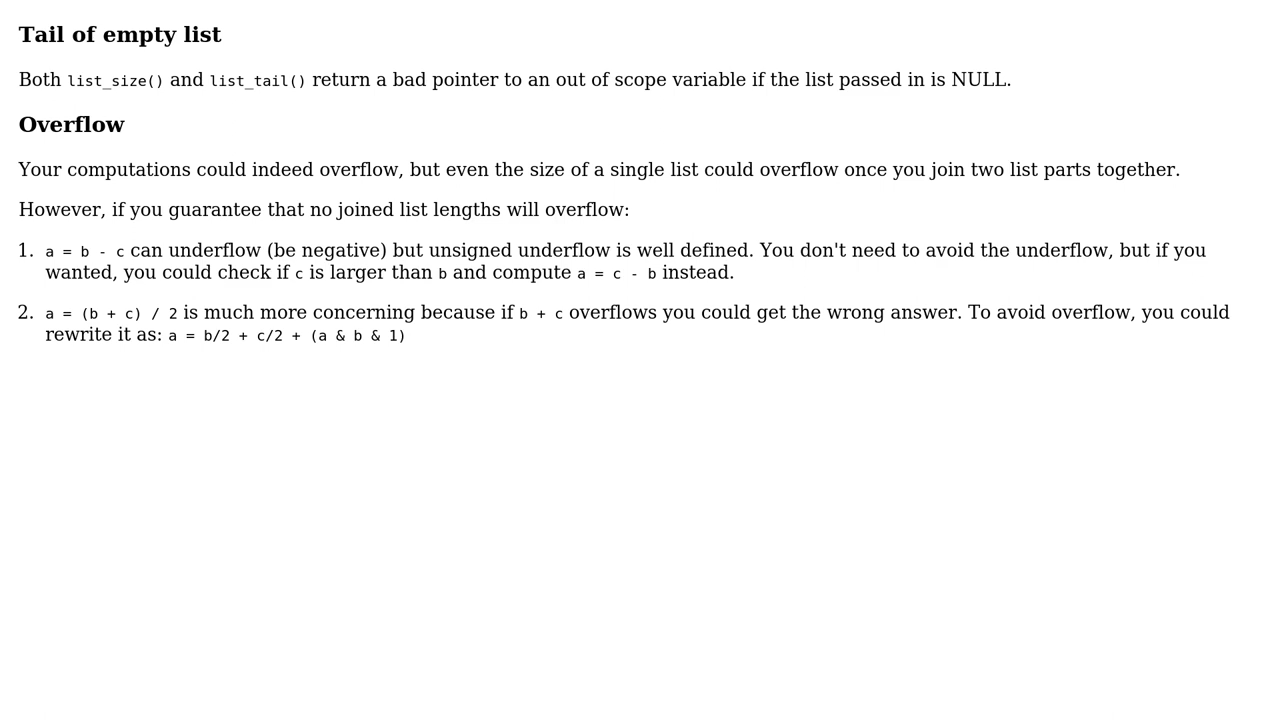 Tail of empty list
Both list_size() and list_tail() return a bad pointer to an out of scope variable if the list passed in is NULL.
Overflow
Your computations could indeed overflow, but even the size of a single list could overflow once you join two list parts together.
However, if you guarantee that no joined list lengths will overflow:
1. a = b - c can underflow (be negative) but unsigned underflow is well defined. You don't need to avoid the underflow, but if you
wanted, you could check if c is larger than b and compute a = c - b instead.
2. a = (b + c) / 2 is much more concerning because if b + c overflows you could get the wrong answer. To avoid overflow, you could
rewrite it as: a = b/2 + c/2 + (a & b & 1)